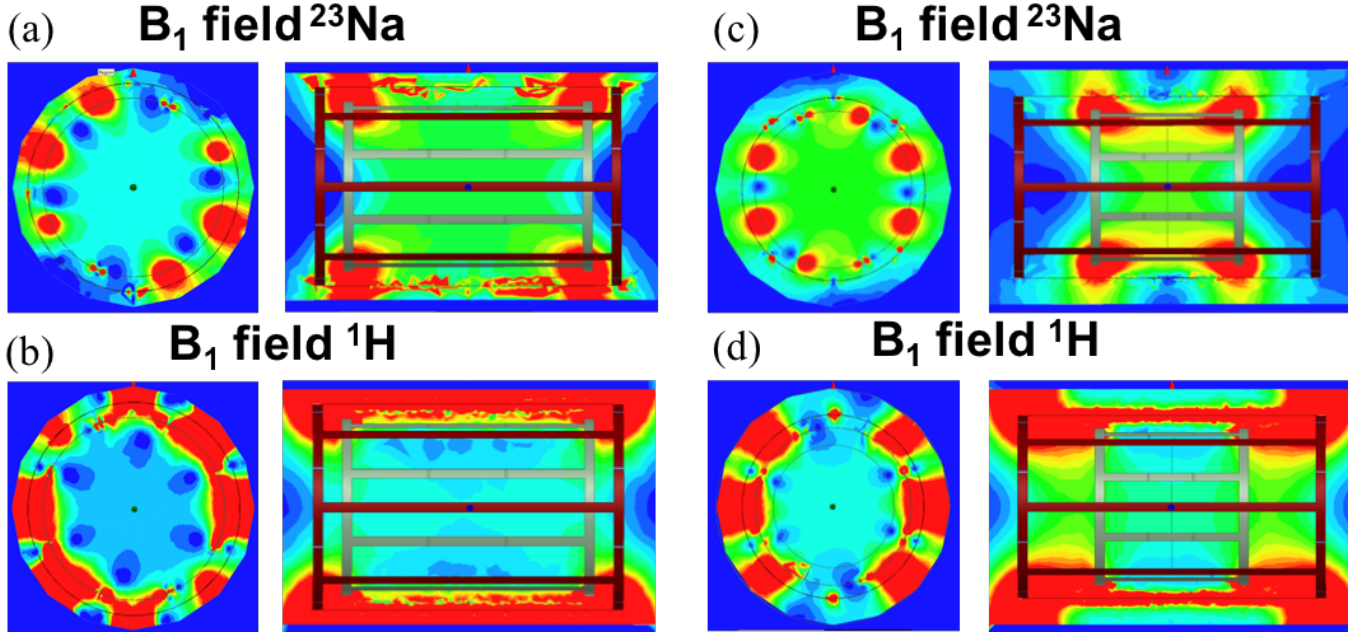 (a) B₁ field ²³Na
(c) B₁ field ²³Na
(b) B₁ field ¹H
(d) B₁ field ¹H